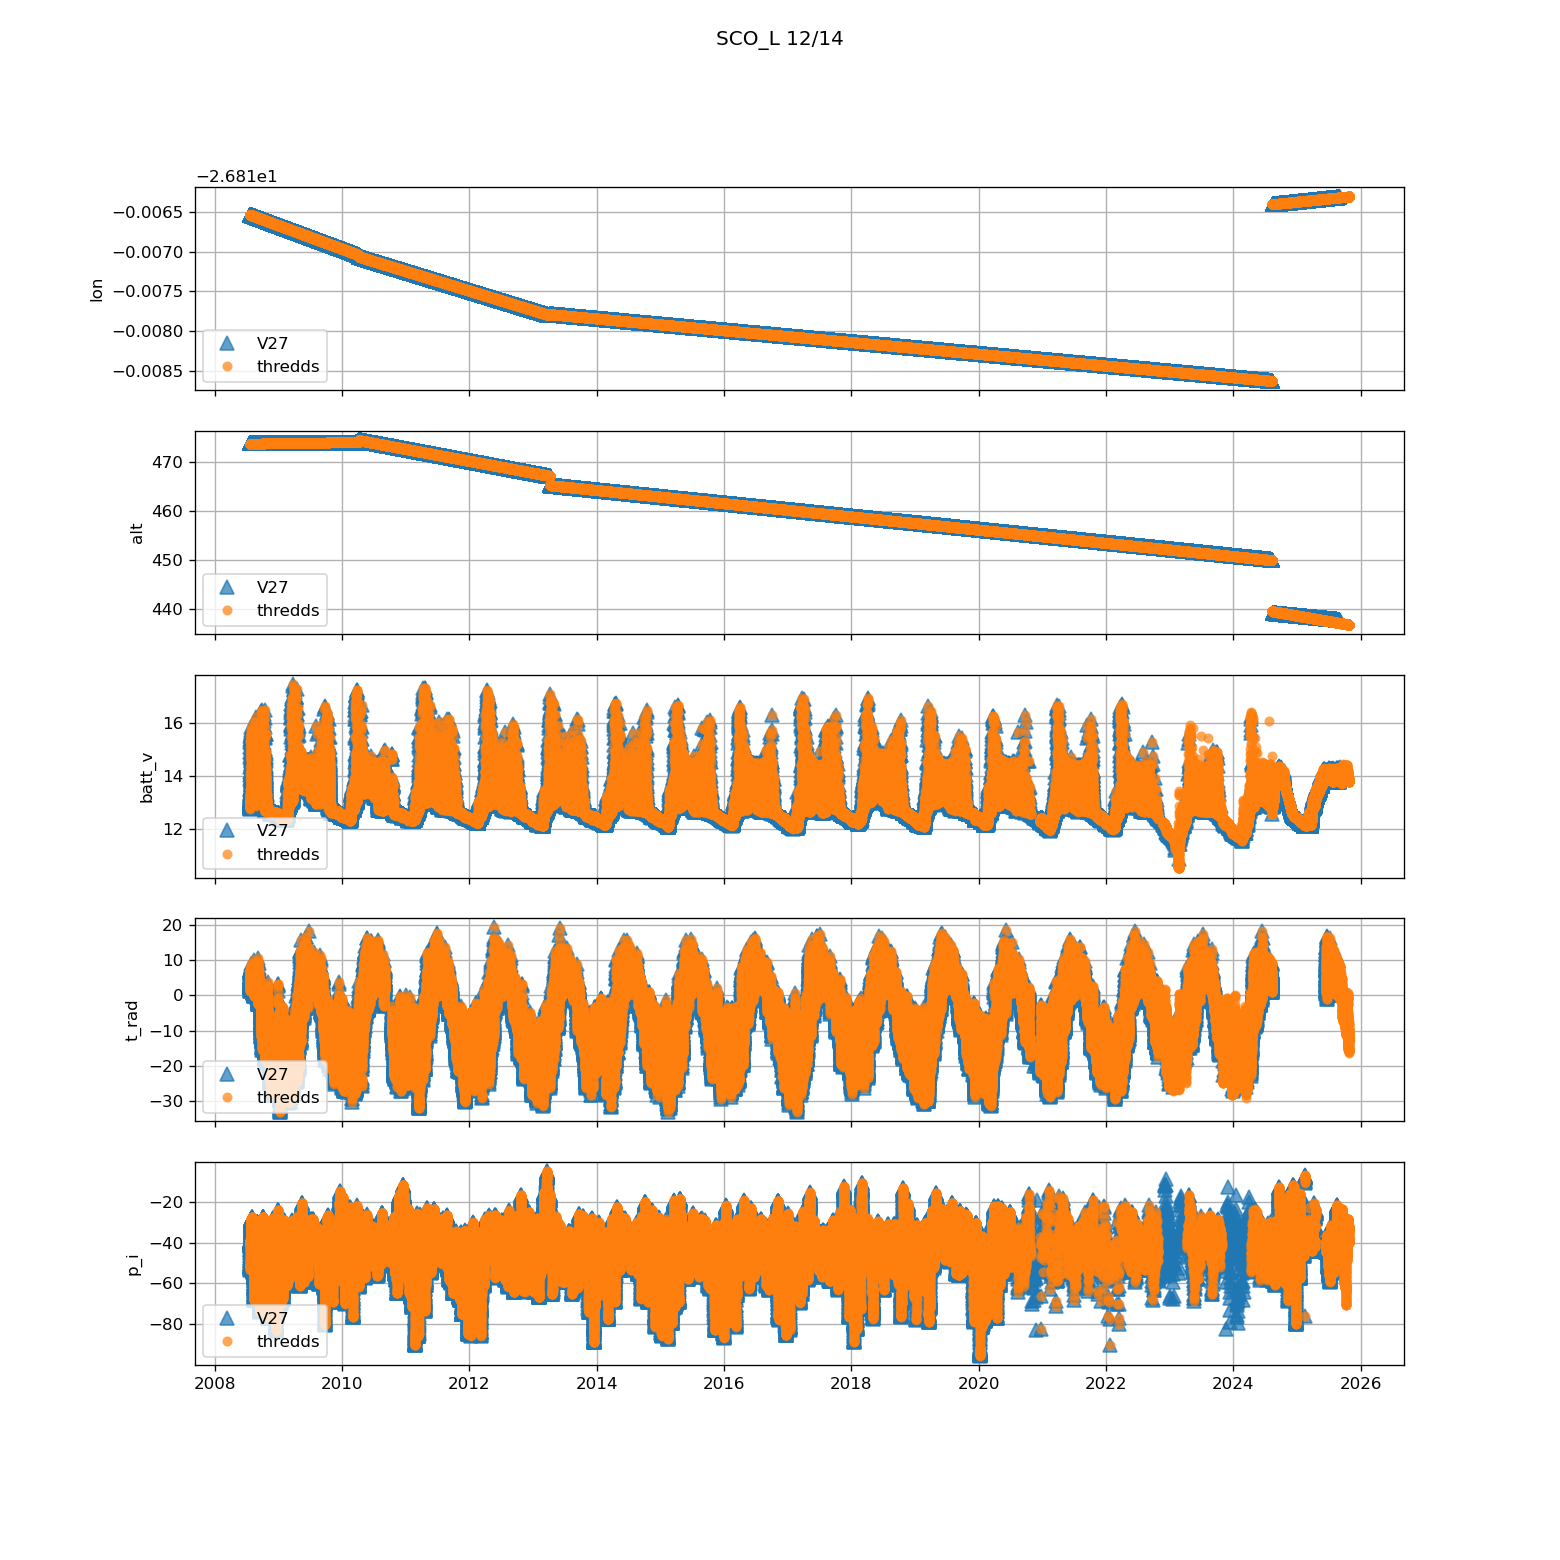 SCO_L 12/14
−2.681e1
−0.0065
−0.0070
−0.0075
−0.0080
−0.0085
lon
V27
thredds
470
460
450
440
alt
V27
thredds
16
14
12
batt_v
V27
thredds
20
10
0
−10
−20
−30
t_rad
V27
thredds
−20
−40
−60
−80
p_i
V27
thredds
2008 2010 2012 2014 2016 2018 2020 2022 2024 2026